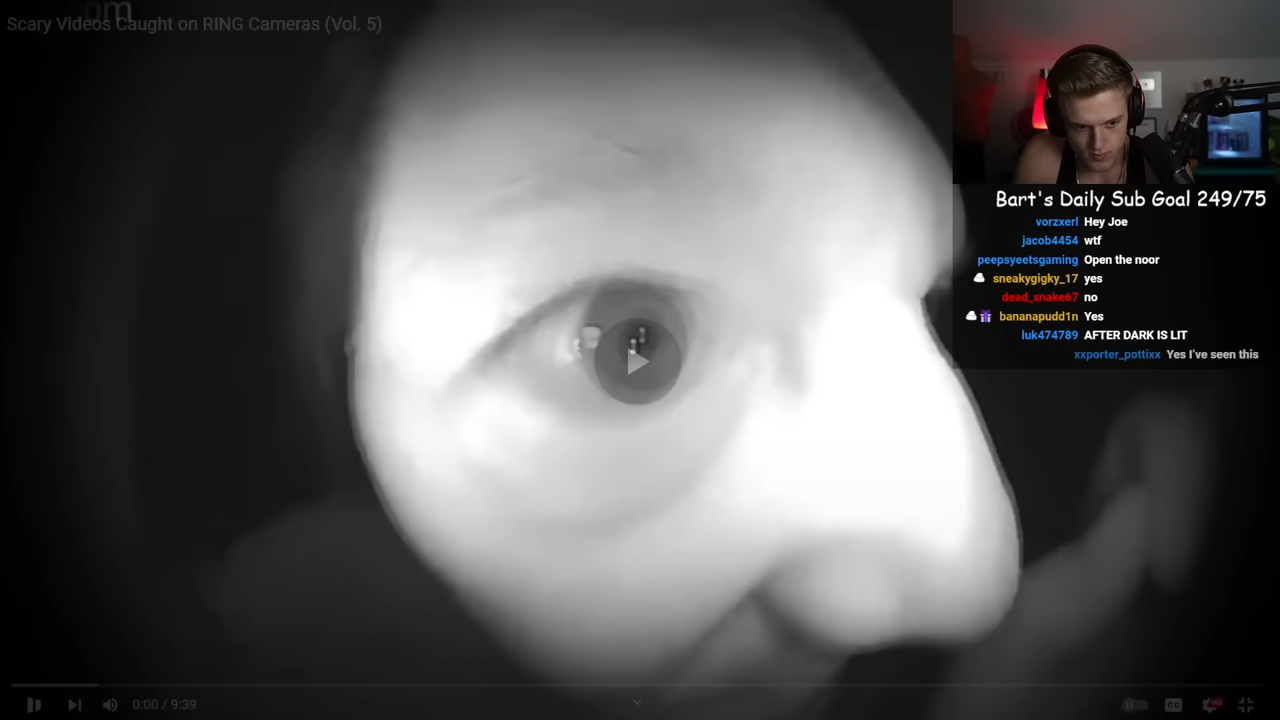 Scary Videos Caught on RING Cameras (Vol. 5)
Bart's Daily Sub Goal 249/75
vorzxerl Hey Joe
jacob4454 wtf
peepsyeetsgaming Open the noor
sneakygigky_17 yes
dead_snake67 no
bananapudd1n Yes
luk474789 AFTER DARK IS LIT
xxporter_pottixx Yes I've seen this
0:00 / 9:39
CC